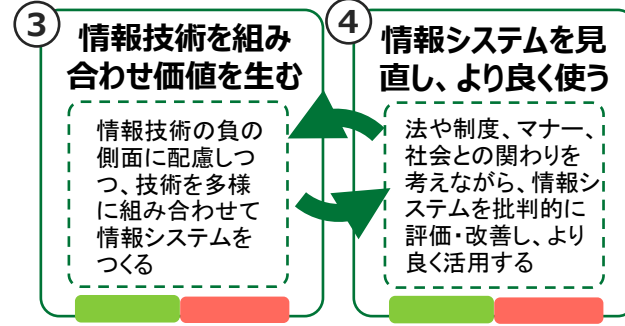 ③
情報技術を組み
合わせ価値を生む
情報技術の負の
側面に配慮しつ
つ、技術を多様
に組み合わせて
情報システムを
つくる
④
情報システムを見
直し、より良く使う
法や制度、マナー、
社会との関わりを
考えながら、情報シ
ステムを批判的に
評価・改善し、より
良く活用する